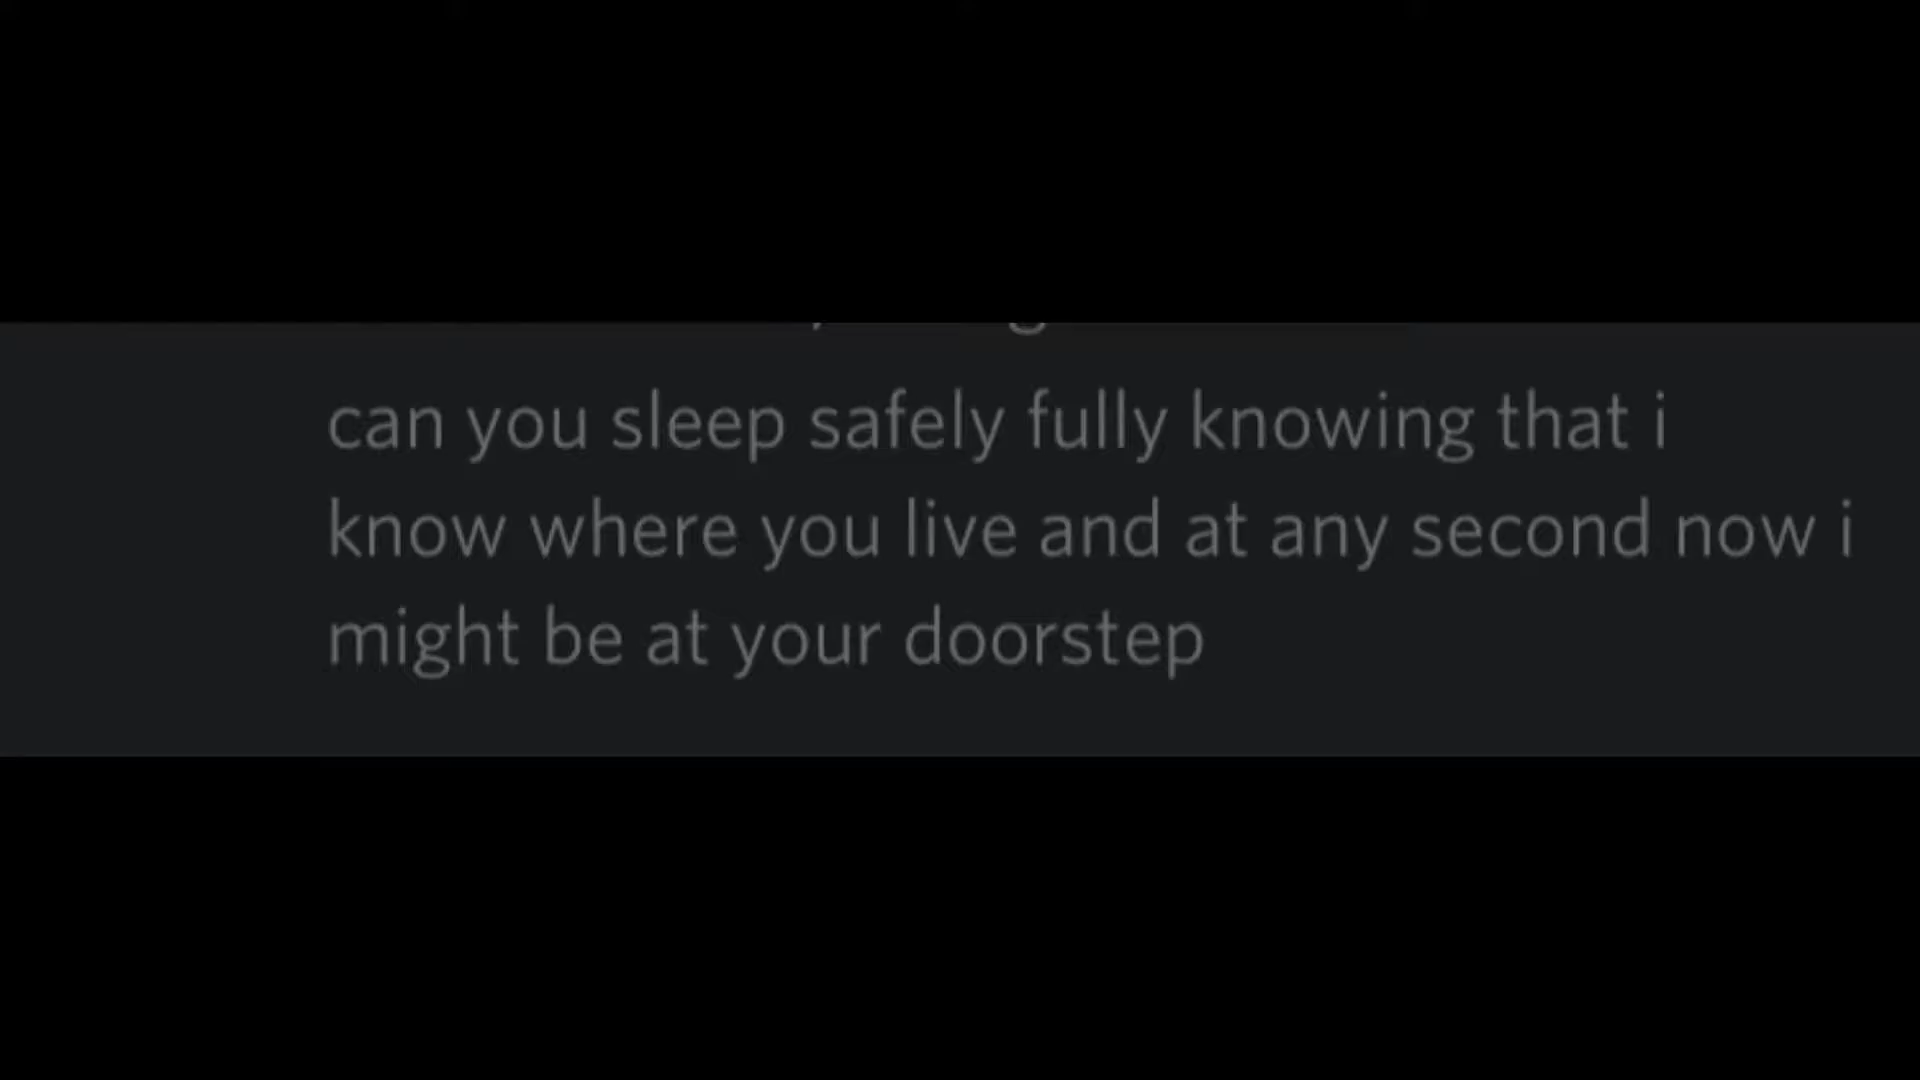 can you sleep safely fully knowing that i
know where you live and at any second now i
might be at your doorstep